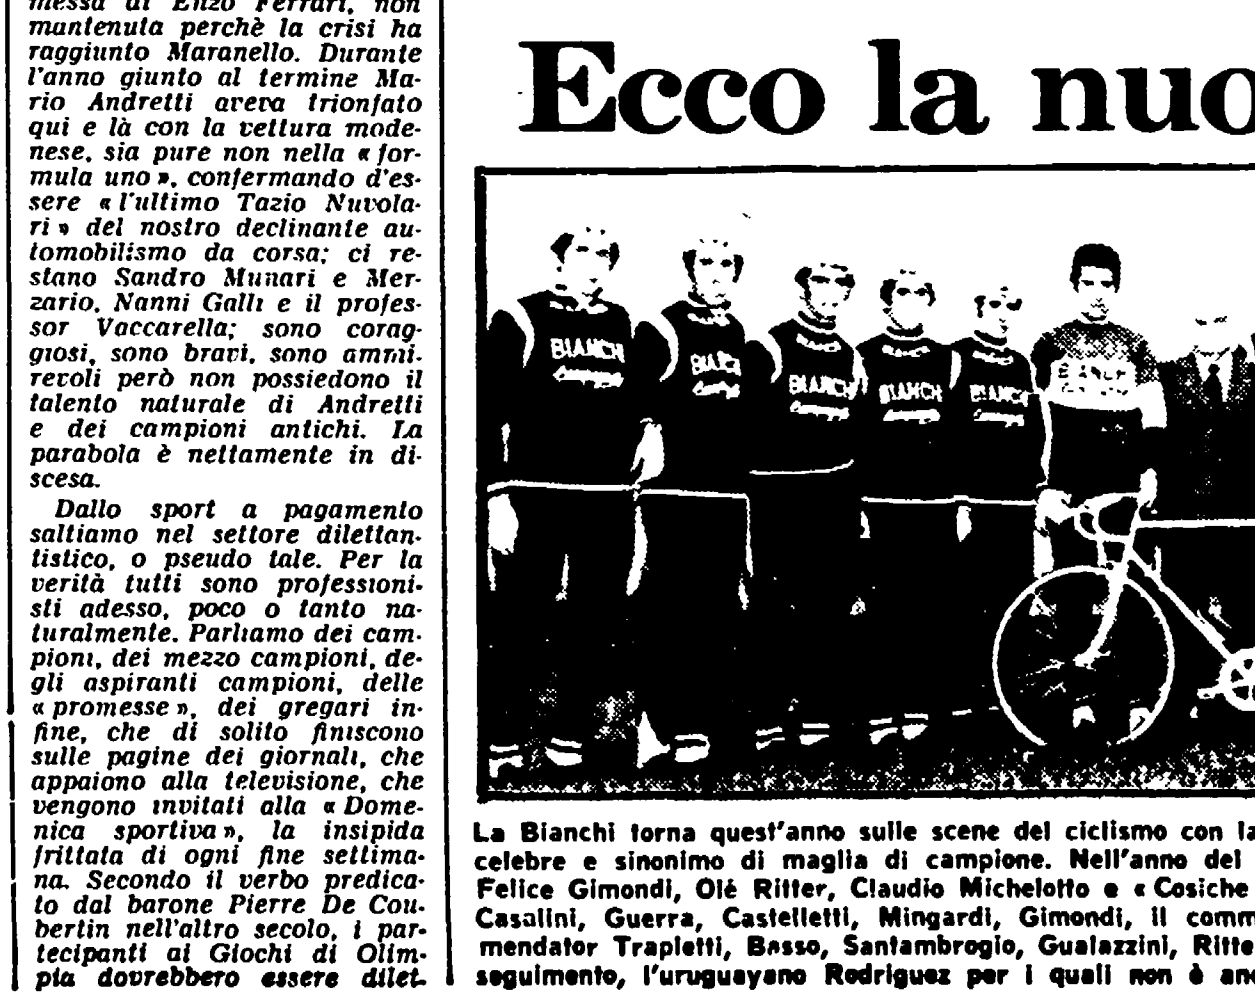 messa di Enzo Ferrari, non
mantenuta perchè la crisi ha
raggiunto Maranello. Durante
l'anno giunto al termine Ma-
rio Andretti aveva trionfato
qui e là con la vettura mode-
nese, sia pure non nella « for-
mula uno », confermando d'es-
sere « l'ultimo Tazio Nuvola-
ri » del nostro declinante au-
tomobilismo da corsa; ci re-
stano Sandro Munari e Mer-
zario, Nanni Galli e il profes-
sor Vaccarella; sono corag-
giosi, sono bravi, sono ammi-
revoli però non possiedono il
talento naturale di Andretti
e dei campioni antichi. La
parabola è nettamente in di-
scesa.
Dallo sport a pagamento
saltiamo nel settore dilettan-
tistico, o pseudo tale. Per la
verità tutti sono professioni-
sti adesso, poco o tanto na-
turalmente. Parliamo dei cam-
pioni, dei mezzo campioni, de-
gli aspiranti campioni, delle
« promesse », dei gregari in-
fine, che di solito finiscono
sulle pagine dei giornali, che
appaiono alla televisione, che
vengono invitati alla « Dome-
nica sportiva », la insipida
frittata di ogni fine settima-
na. Secondo il verbo predica-
to dal barone Pierre De Cou-
bertin nell'altro secolo, i par-
tecipanti ai Giochi di Olim-
pia dovrebbero essere dilet-
Ecco la nuo
BIANCHI
BIANCHI
BIANCHI
BIANCHI
BIANCHI
BIANCHI
La Bianchi torna quest'anno sulle scene del ciclismo con la
celebre e sinonimo di maglia di campione. Nell'anno del
Felice Gimondi, Olé Ritter, Claudio Michelotto e « Cosiche
Casalini, Guerra, Castelletti, Mingardi, Gimondi, il comm
mendator Trapletti, Basso, Santambrogio, Gualazzini, Ritte
seguimento, l'uruguayano Rodriguez per i quali non è anc